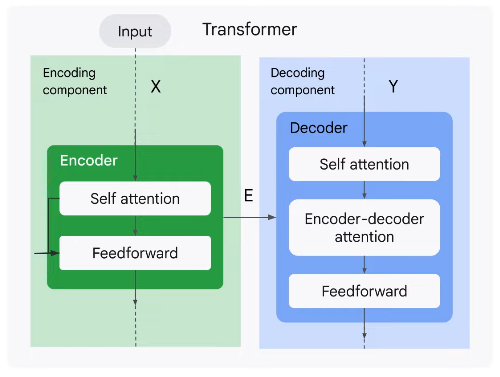 Input
Transformer
Encoding
component
X
Decoding
component
Y
Encoder
Self attention
Feedforward
E
Decoder
Self attention
Encoder-decoder
attention
Feedforward